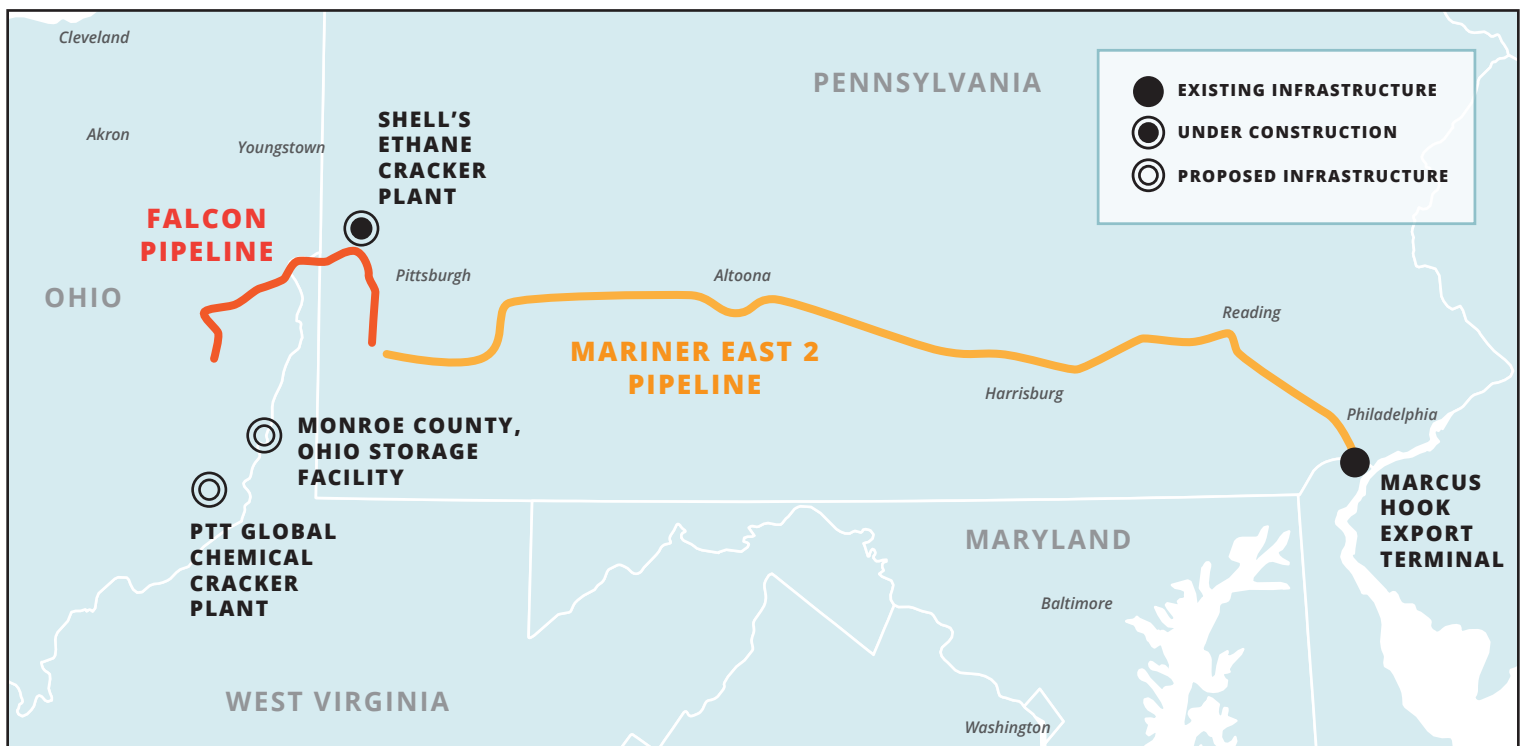 Cleveland
PENNSYLVANIA
EXISTING INFRASTRUCTURE
UNDER CONSTRUCTION
PROPOSED INFRASTRUCTURE
Akron
Youngstown
SHELL'S
ETHANE
CRACKER
PLANT
FALCON
PIPELINE
OHIO
Pittsburgh
Altoona
Reading
MARINER EAST 2
PIPELINE
Harrisburg
Philadelphia
MONROE COUNTY,
OHIO STORAGE
FACILITY
MARCUS
HOOK
EXPORT
TERMINAL
PTT GLOBAL
CHEMICAL
CRACKER
PLANT
MARYLAND
Baltimore
WEST VIRGINIA
Washington